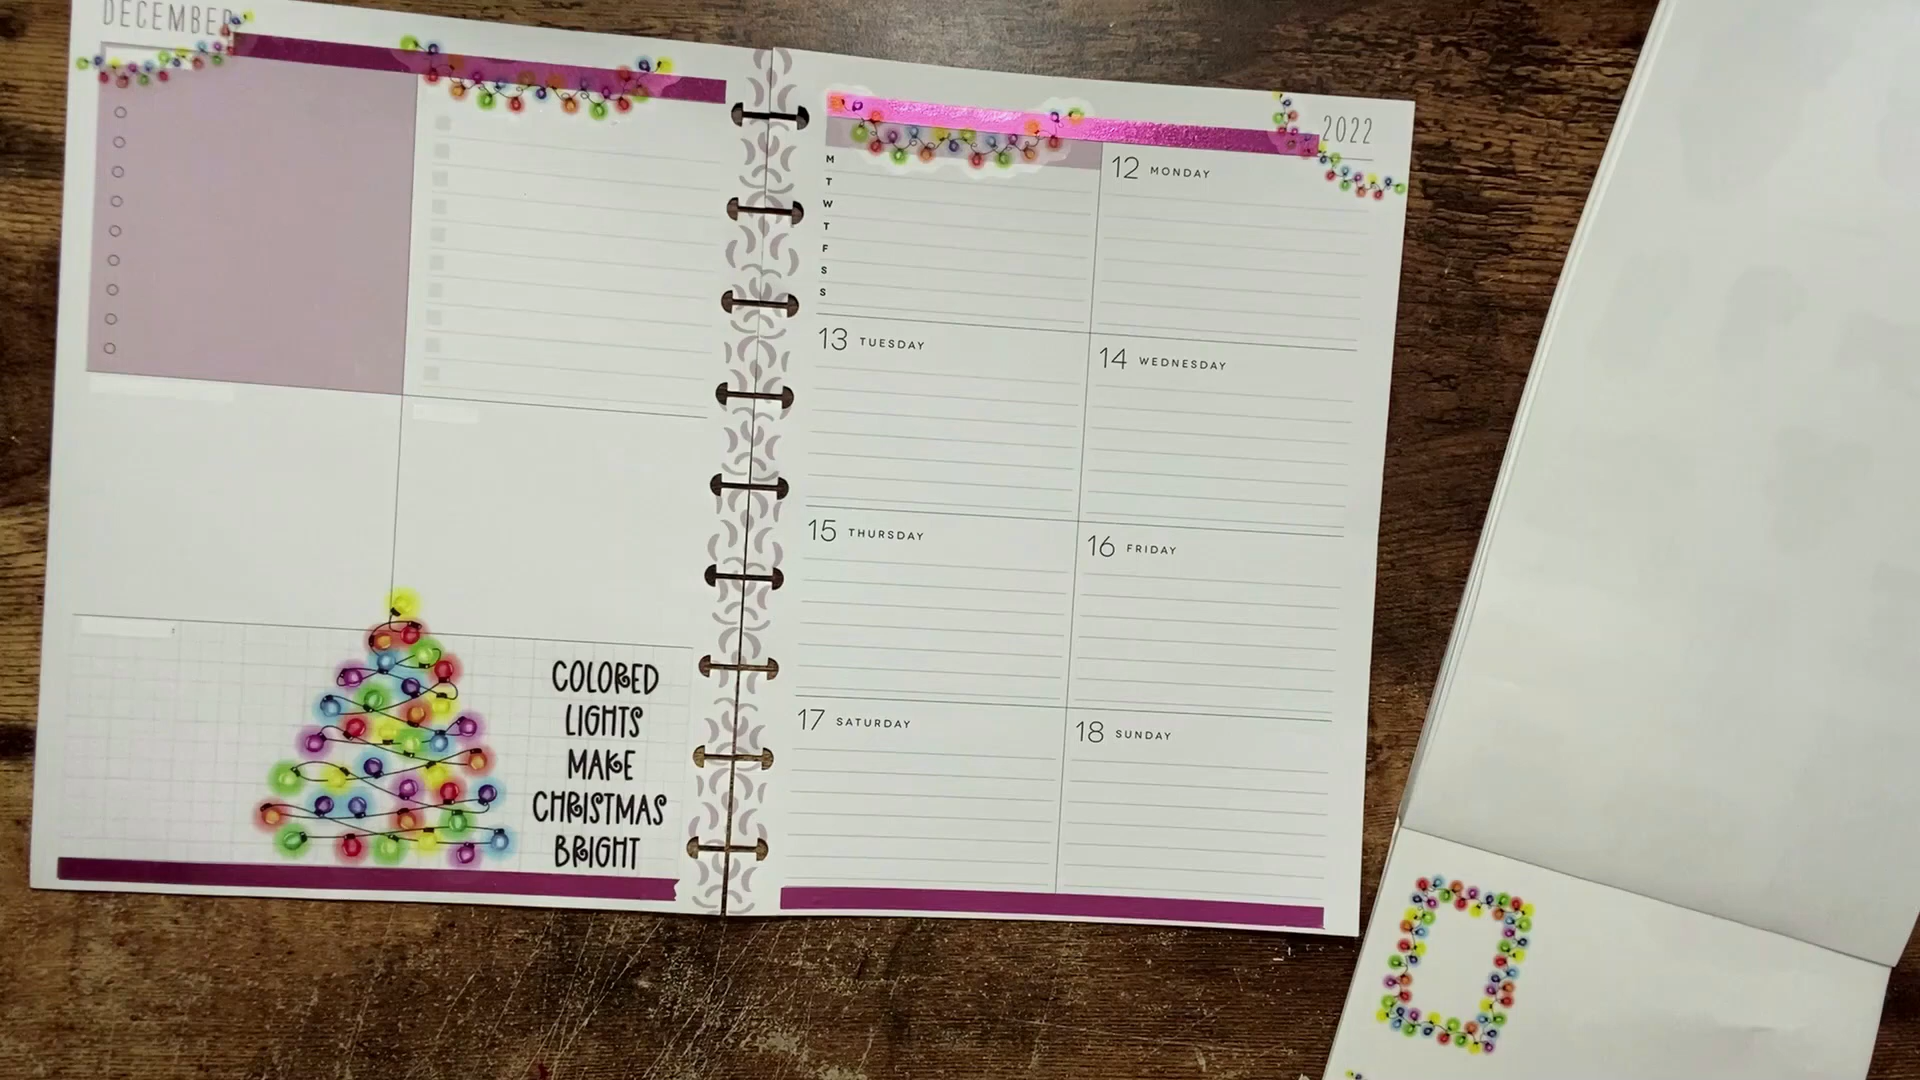 DECEMBER
COLORED
LIGHTS
MAKE
CHRISTMAS
BRIGHT
2022
M
T
W
T
F
S
S
12 MONDAY
13 TUESDAY
14 WEDNESDAY
15 THURSDAY
16 FRIDAY
17 SATURDAY
18 SUNDAY